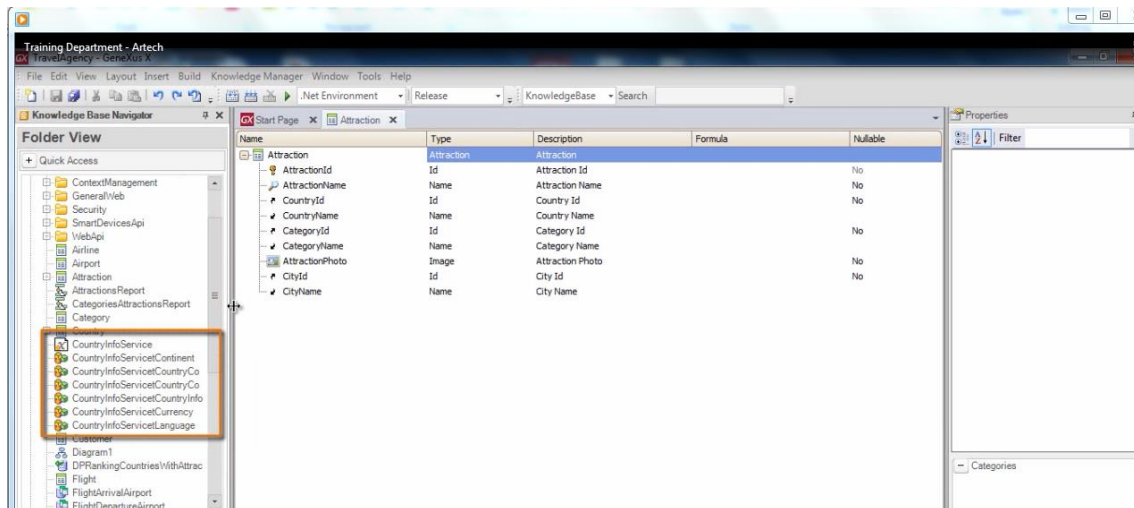 Training Department - Artech
TravelAgency - GeneXus X
File Edit View Layout Insert Build Knowledge Manager Window Tools Help
.Net Environment Release KnowledgeBase Search
Knowledge Base Navigator
Start Page Attraction
Properties
Folder View
Name Type Description Formula Nullable
Filter
Quick Access
Attraction Attraction Attraction
AttractionId Id Attraction Id No
AttractionName Name Attraction Name No
CountryId Id Country Id No
CountryName Name Country Name
CategoryId Id Category Id No
CategoryName Name Category Name
AttractionPhoto Image Attraction Photo No
CityId Id City Id No
CityName Name City Name
ContextManagement
GeneralWeb
Security
SmartDevicesApi
WebApi
Airline
Airport
Attraction
AttractionsReport
CategoriesAttractionsReport
Category
Country
CountryInfoService
CountryInfoServicetContinent
CountryInfoServicetCountryCo
CountryInfoServicetCountryCo
CountryInfoServicetCountryInfo
CountryInfoServicetCurrency
CountryInfoServicetLanguage
Customer
Diagram1
DPRankingCountriesWithAttrac
Flight
FlightArrivalAirport
FlightDepartureAirport
Categories